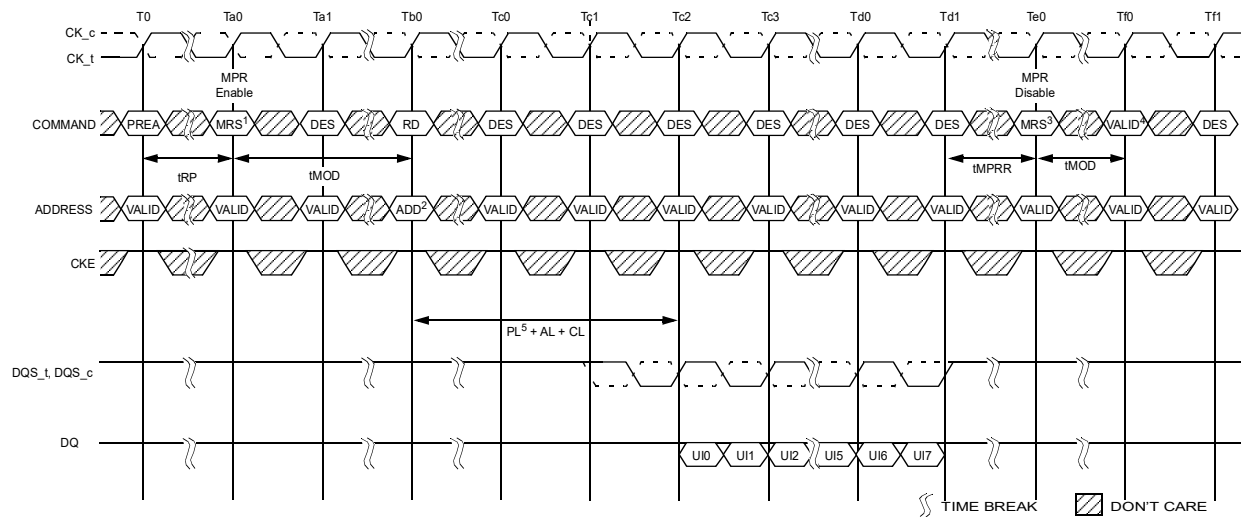 T0 Ta0 Ta1 Tb0 Tc0 Tc1 Tc2 Tc3 Td0 Td1 Te0 Tf0 Tf1
CK_c
CK_t
MPR Enable
MPR Disable
COMMAND PREA MRS1 DES RD DES DES DES DES DES DES MRS3 VALID4 DES
tRP tMOD tMPRR tMOD
ADDRESS VALID VALID VALID ADD2 VALID VALID VALID VALID VALID VALID VALID VALID VALID
CKE
PL5 + AL + CL
DQS_t, DQS_c
DQ UI0 UI1 UI2 UI5 UI6 UI7
TIME BREAK DON'T CARE